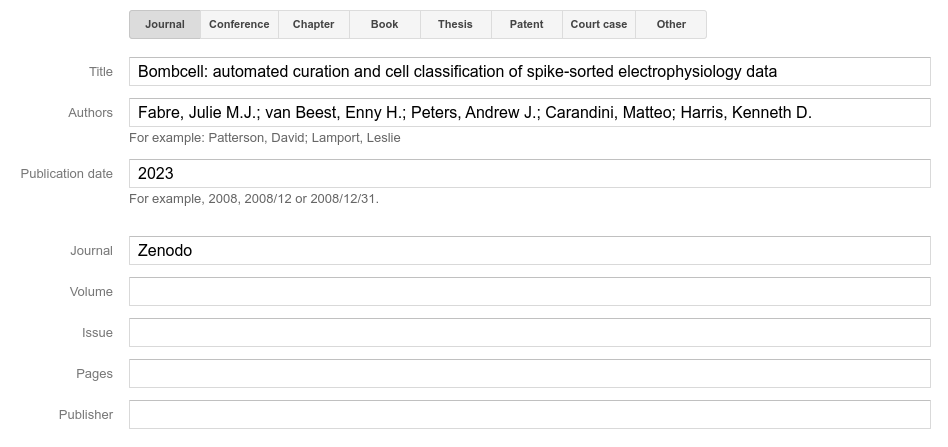 Journal Conference Chapter Book Thesis Patent Court case Other
Title Bombcell: automated curation and cell classification of spike-sorted electrophysiology data
Authors Fabre, Julie M.J.; van Beest, Enny H.; Peters, Andrew J.; Carandini, Matteo; Harris, Kenneth D.
For example: Patterson, David; Lamport, Leslie
Publication date 2023
For example, 2008, 2008/12 or 2008/12/31.
Journal Zenodo
Volume
Issue
Pages
Publisher